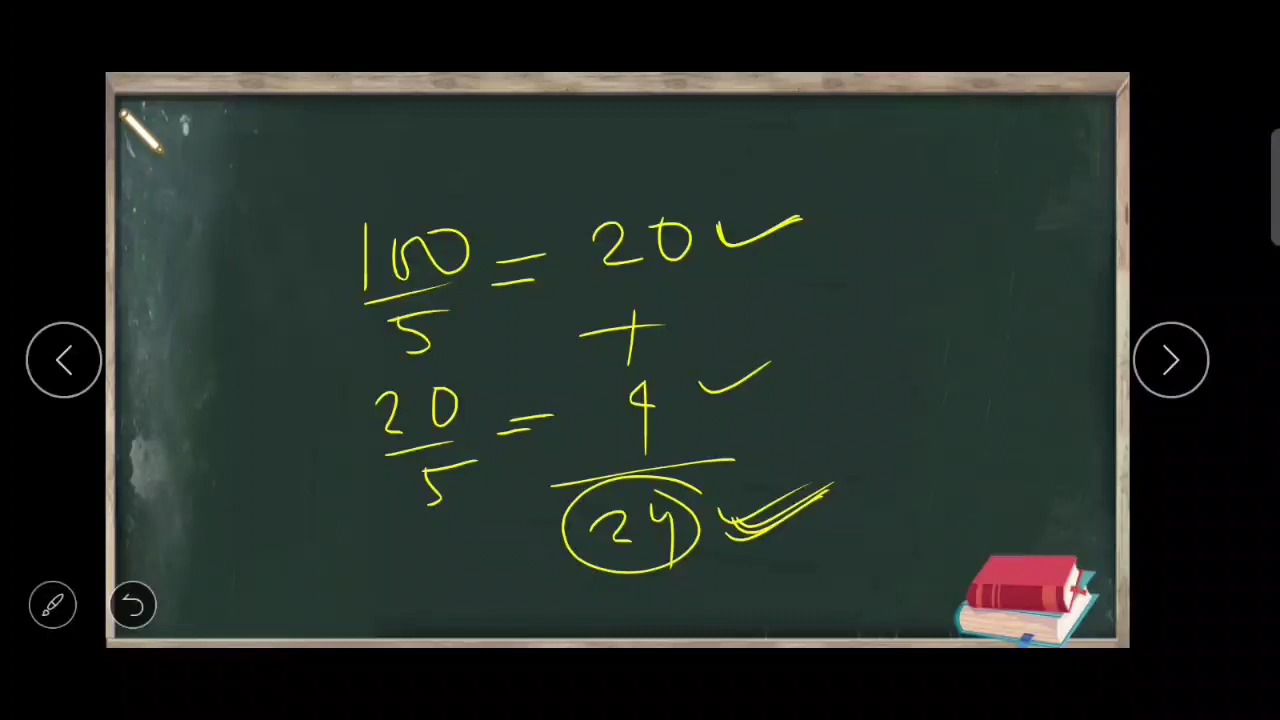 100/5 = 20
+
20/5 = 4
24